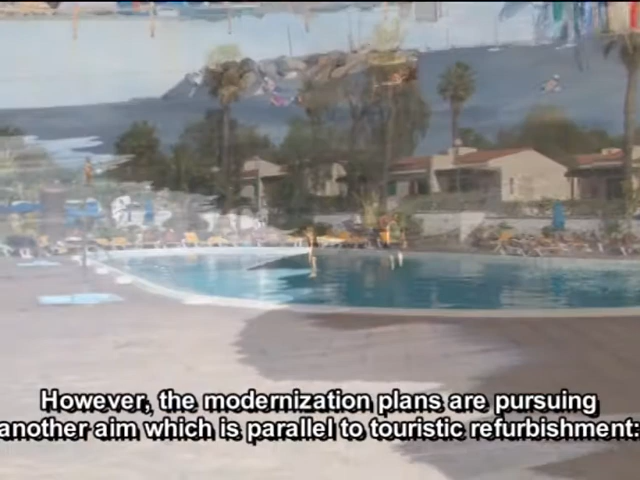 However, the modernization plans are pursuing
another aim which is parallel to touristic refurbishment: